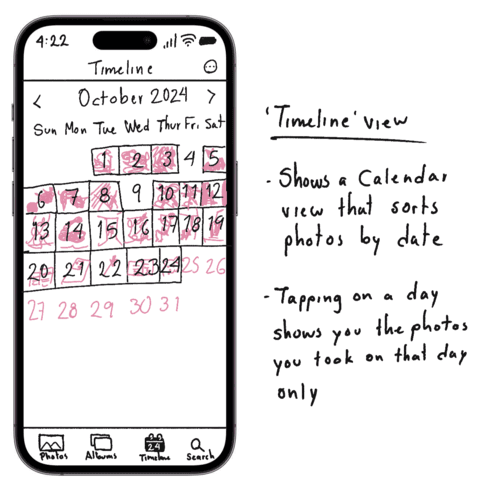 4:22
Timeline
< October 2024 >
Sun Mon Tue Wed Thur Fri Sat
1 2 3 4 5
6 7 8 9 10 11 12
13 14 15 16 17 18 19
20 21 22 23 24 25 26
27 28 29 30 31
Photos Albums Timeline Search
24
'Timeline' view
- Shows a Calendar
view that sorts
photos by date
- Tapping on a day
shows you the photos
you took on that day
only